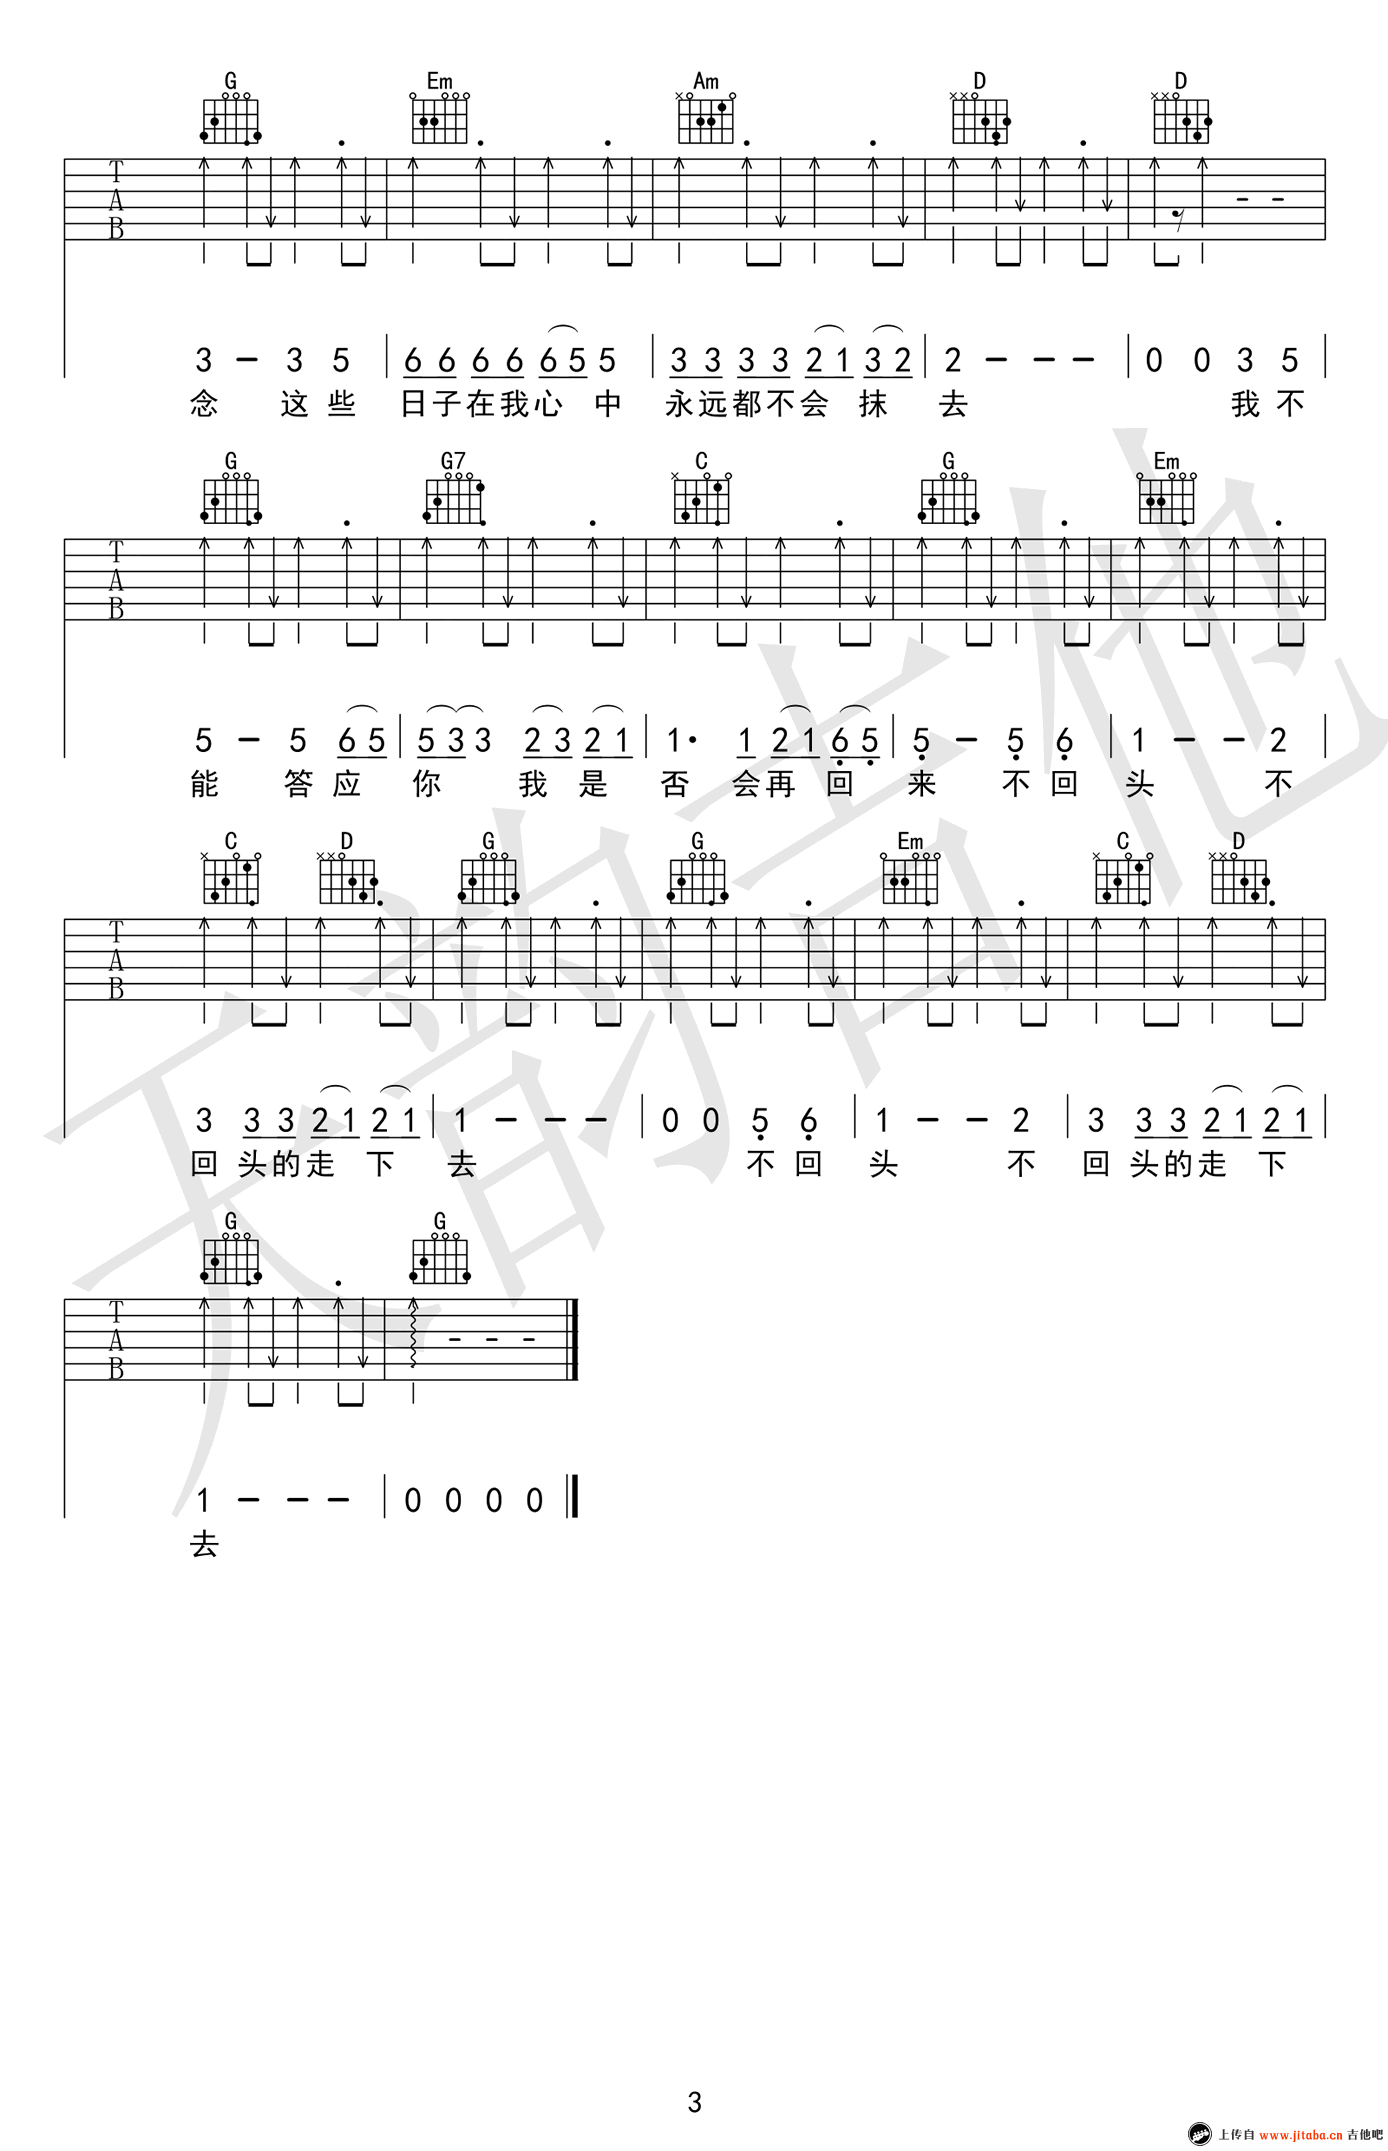 G Em Am D D
T
A
B
3 - 3 5 | 6 6 6 6 6 5 5 | 3 3 3 3 2 1 3 2 | 2 - - - | 0 0 3 5 |
念 这 些 日 子 在 我 心 中 永 远 都 不 会 抹 去 我 不
G G7 C G Em
T
A
B
5 - 5 6 5 | 5 3 3 2 3 2 1 | 1· 1 2 1 6 5 | 5 - 5 6 | 1 - - 2 |
能 答 应 你 我 是 否 会 再 回 来 不 回 头 不
C D G G Em C D
T
A
B
3 3 3 2 1 2 1 | 1 - - - | 0 0 5 6 | 1 - - 2 | 3 3 3 2 1 2 1 |
回 头 的 走 下 去 不 回 头 不 回 头 的 走 下
G G
T
A
B
1 - - - | 0 0 0 0
去
天韵吉他
3
上传自 www.jitaba.cn 吉他吧